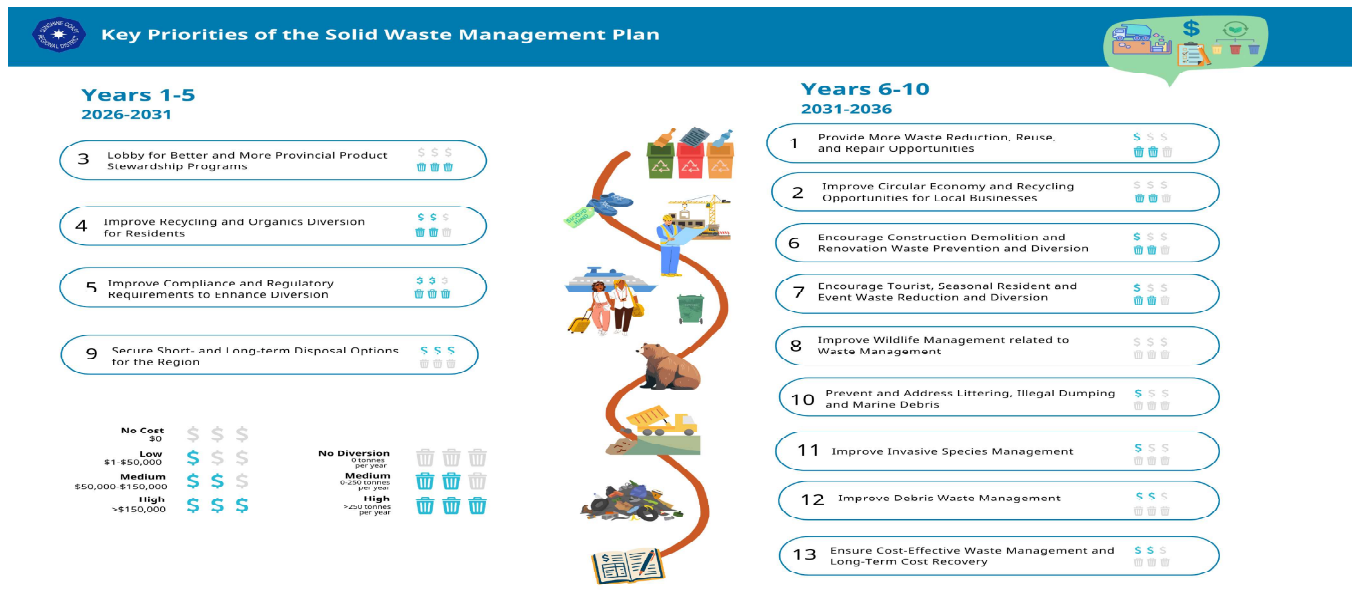 SUNSHINE COAST
REGIONAL DISTRICT
Key Priorities of the Solid Waste Management Plan
$
Years 1-5
2026-2031
3
Lobby for Better and More Provincial Product
Stewardship Programs
$ $ $
4
Improve Recycling and Organics Diversion
for Residents
$ $ $
5
Improve Compliance and Regulatory
Requirements to Enhance Diversion
$ $ $
9
Secure Short- and Long-term Disposal Options
for the Region
$ $ $
No Cost
$0
$ $ $
Low
$1-$50,000
$ $ $
Medium
$50,000-$150,000
$ $ $
High
>$150,000
$ $ $
No Diversion
0 tonnes
per year
Medium
0-250 tonnes
per year
High
>250 tonnes
per year
Years 6-10
2031-2036
1
Provide More Waste Reduction, Reuse,
and Repair Opportunities
$ $ $
2
Improve Circular Economy and Recycling
Opportunities for Local Businesses
$ $ $
6
Encourage Construction Demolition and
Renovation Waste Prevention and Diversion
$ $ $
7
Encourage Tourist, Seasonal Resident and
Event Waste Reduction and Diversion
$ $ $
8
Improve Wildlife Management related to
Waste Management
$ $ $
10
Prevent and Address Littering, Illegal Dumping
and Marine Debris
$ $ $
11
Improve Invasive Species Management
$ $ $
12
Improve Debris Waste Management
$ $ $
13
Ensure Cost-Effective Waste Management and
Long-Term Cost Recovery
$ $ $